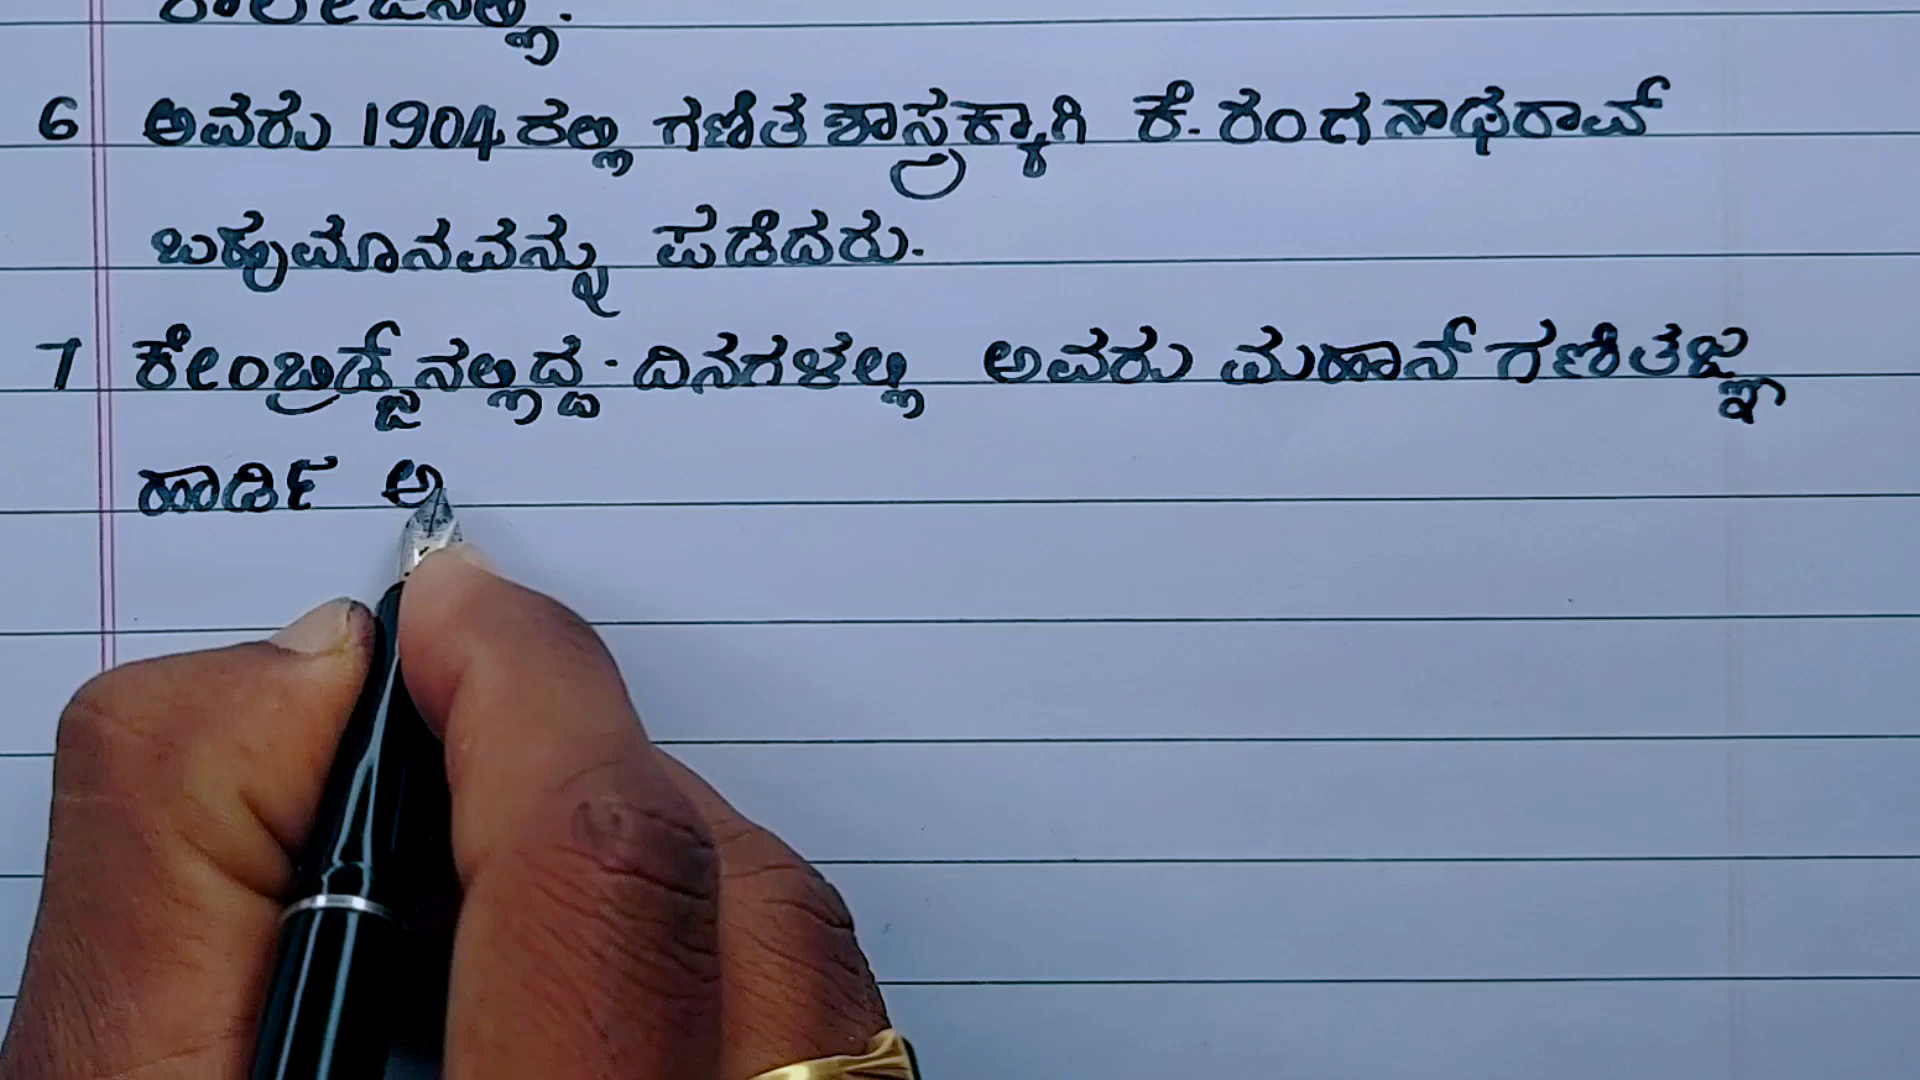 ಕಾಲೇಜಿನಲ್ಲಿ.
6 ಅವರು 1904 ರಲ್ಲಿ ಗಣಿತ ಶಾಸ್ತ್ರಕ್ಕಾಗಿ ಕೆ. ರಂಗನಾಥರಾವ್
ಬಹುಮಾನವನ್ನು ಪಡೆದರು.
7 ಕೇಂಬ್ರಿಡ್ಜ್‌ನಲ್ಲಿದ್ದ ದಿನಗಳಲ್ಲಿ ಅವರು ಮಹಾನ್ ಗಣಿತಜ್ಞ
ಹಾರ್ಡಿ ಅ